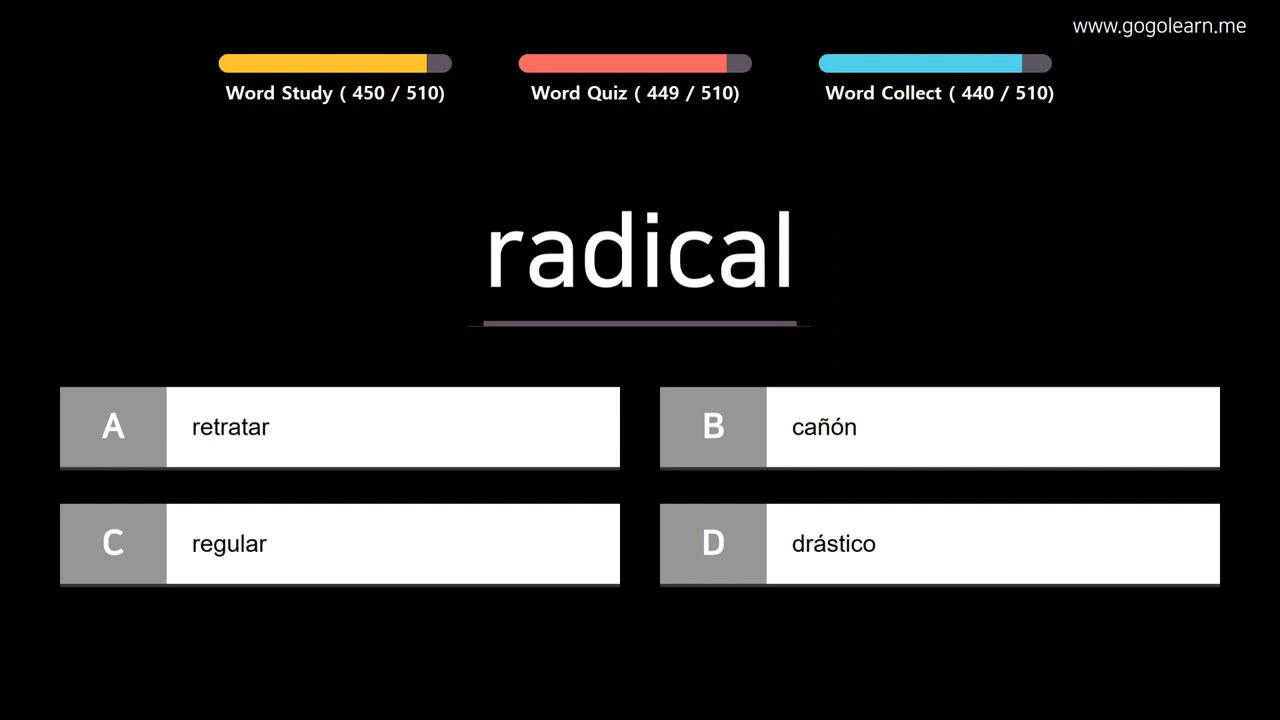 www.gogolearn.me
Word Study ( 450 / 510)
Word Quiz ( 449 / 510)
Word Collect ( 440 / 510)
radical
A retratar
B cañón
C regular
D drástico